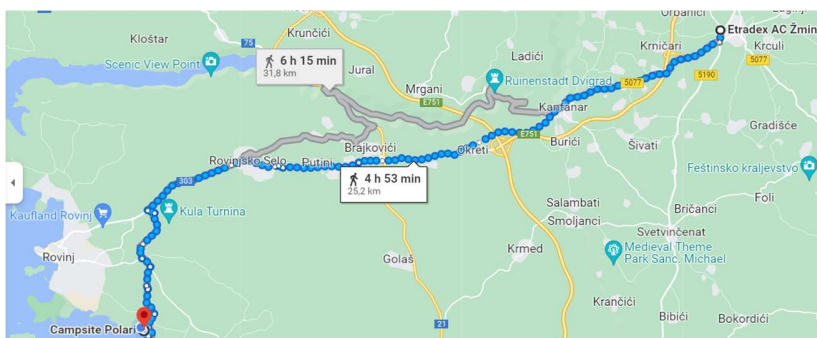 Orbanići
Kloštar
75
Krunčići
Etradex AC Žmin
Scenic View Point
6 h 15 min
31,8 km
Jural
Ladići
Krničari
Krculi
5077
Mrgani
Ruinenstadt Dvigrad
5077
5190
E751
Kanfanar
Gradišće
Brajkovići
E751
Burići
Šivati
Okreti
Rovinjsko Selo
Putini
4 h 53 min
25,2 km
303
Feštinsko kraljevstvo
Foli
Kaufland Rovinj
Kula Turnina
Salambati
Smoljanci
Bričanci
Svetvinčenat
Rovinj
Golaš
Krmed
Medieval Theme
Park Sanc. Michael
Krančići
Campsite Polari
21
Bibići
Bokordići